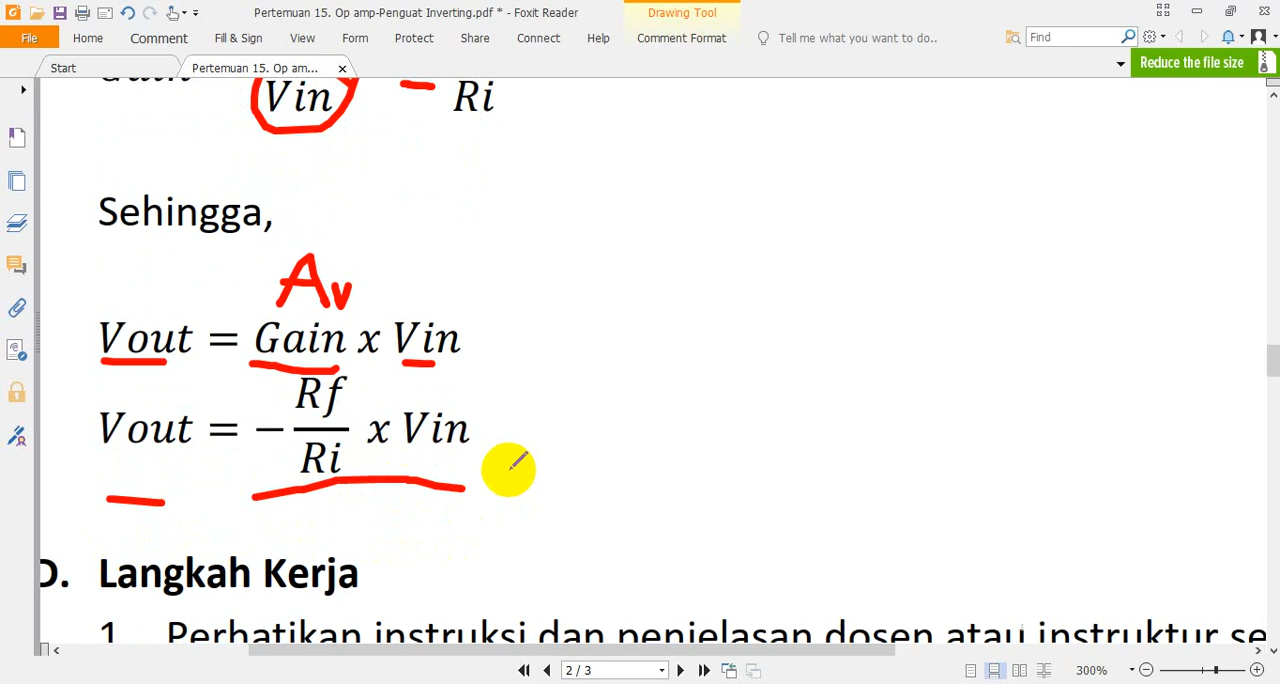 Pertemuan 15. Op amp-Penguat Inverting.pdf * - Foxit Reader
Drawing Tool
File Home Comment Fill & Sign View Form Protect Share Connect Help Comment Format Tell me what you want to do.. Find
Start
Pertemuan 15. Op am...
Reduce the file size
Vin
Ri
Sehingga,
Av
Vout = Gain x Vin
Rf
Vout = − x Vin
Ri
D. Langkah Kerja
1. Perhatikan instruksi dan penjelasan dosen atau instruktur se
2 / 3
300%